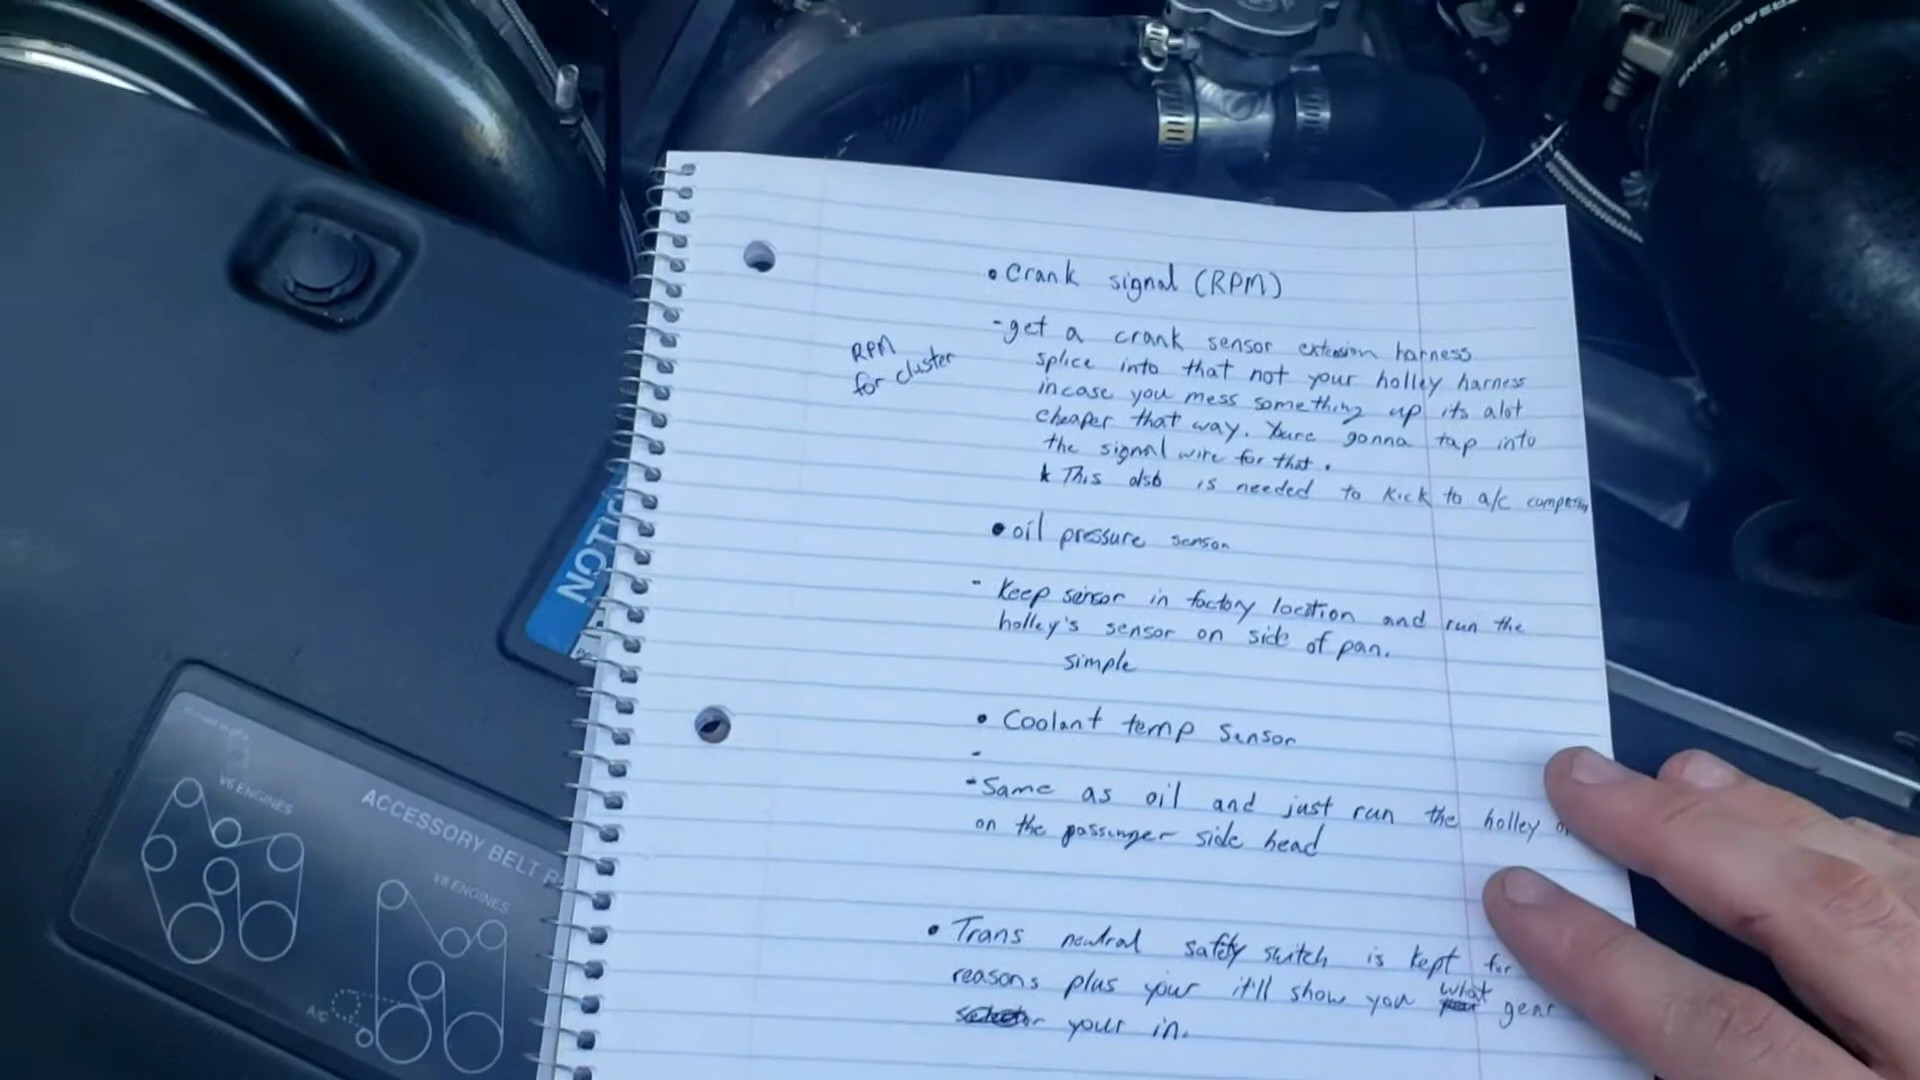 • Crank signal (RPM)
RPM
for cluster
- get a crank sensor extension harness
splice into that not your holley harness
incase you mess something up its alot
cheaper that way. Youre gonna tap into
the signal wire for that.
* This also is needed to kick to a/c compressor
• oil pressure sensor
- Keep sensor in factory location and run the
holley's sensor on side of pan.
simple
• Coolant temp Sensor
-
- Same as oil and just run the holley
on the passenger side head
• Trans neutral safety switch is kept for
reasons plus your it'll show you what gear
your in.
NOTIC
ACCESSORY BELT R
V6 ENGINES
V8 ENGINES
A/C